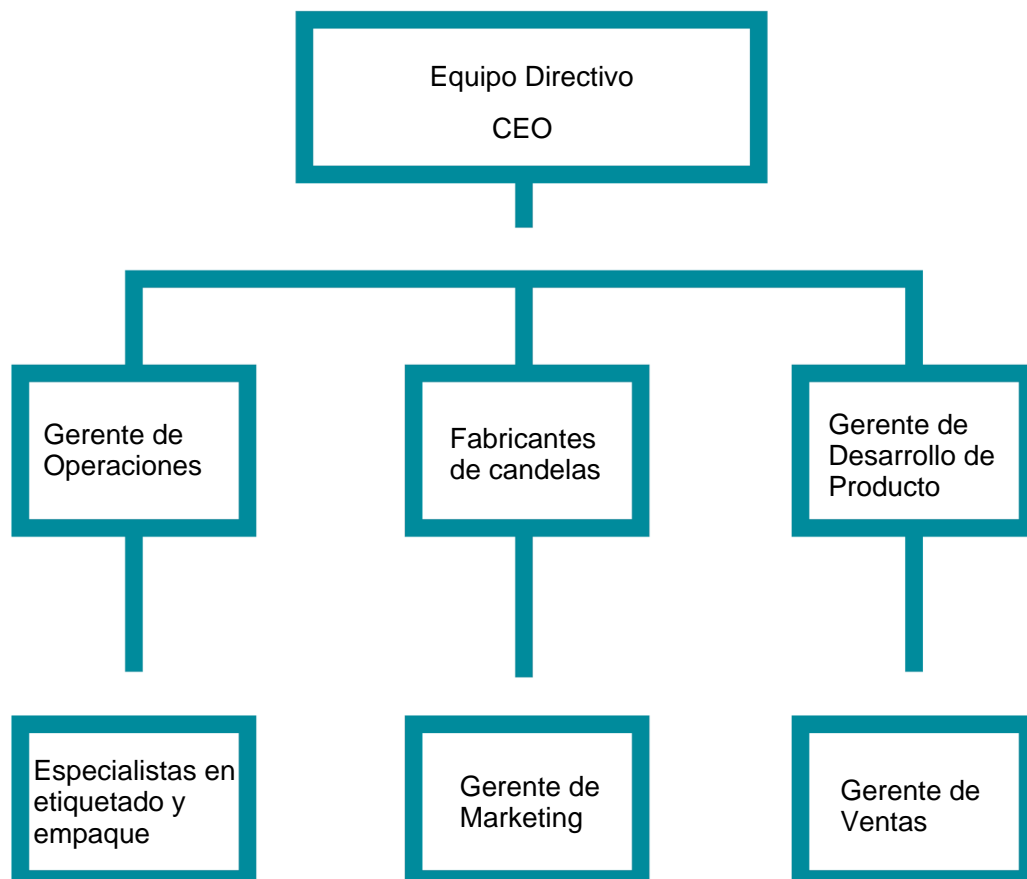 Equipo Directivo
CEO
Gerente de
Operaciones
Fabricantes
de candelas
Gerente de
Desarrollo de
Producto
Especialistas en
etiquetado y
empaque
Gerente de
Marketing
Gerente de
Ventas